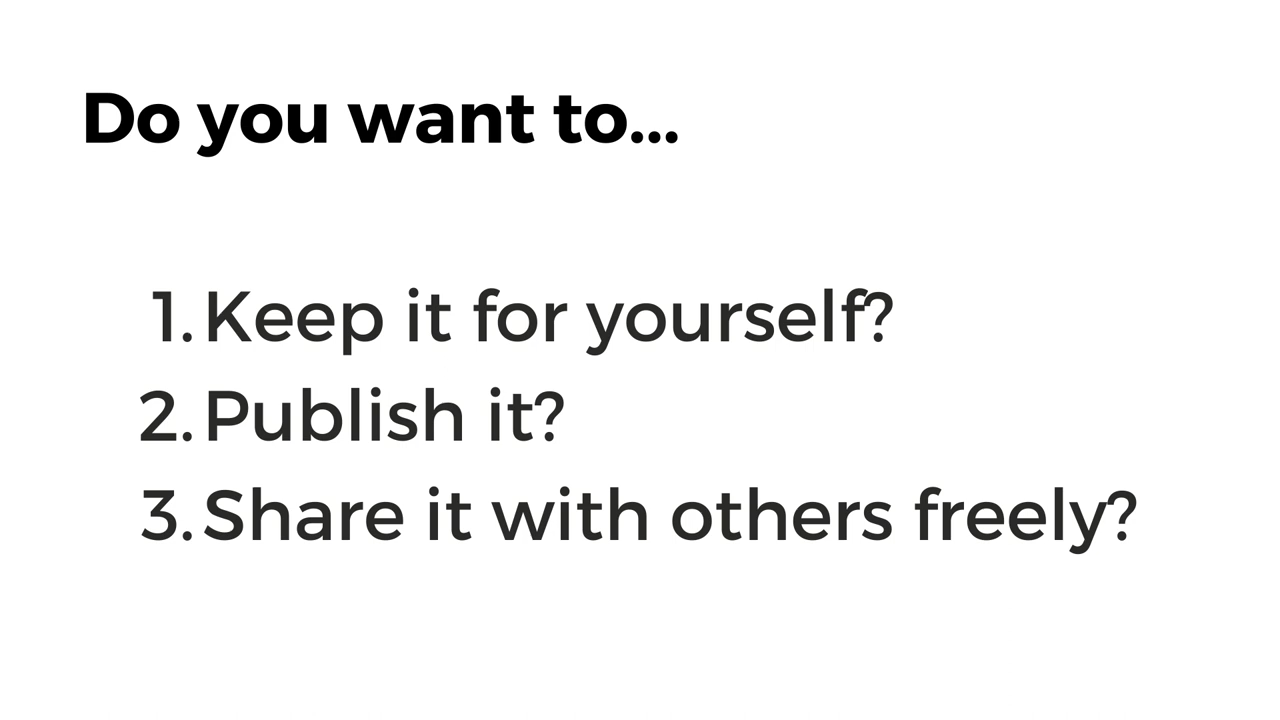 Do you want to...
1. Keep it for yourself?
2. Publish it?
3. Share it with others freely?